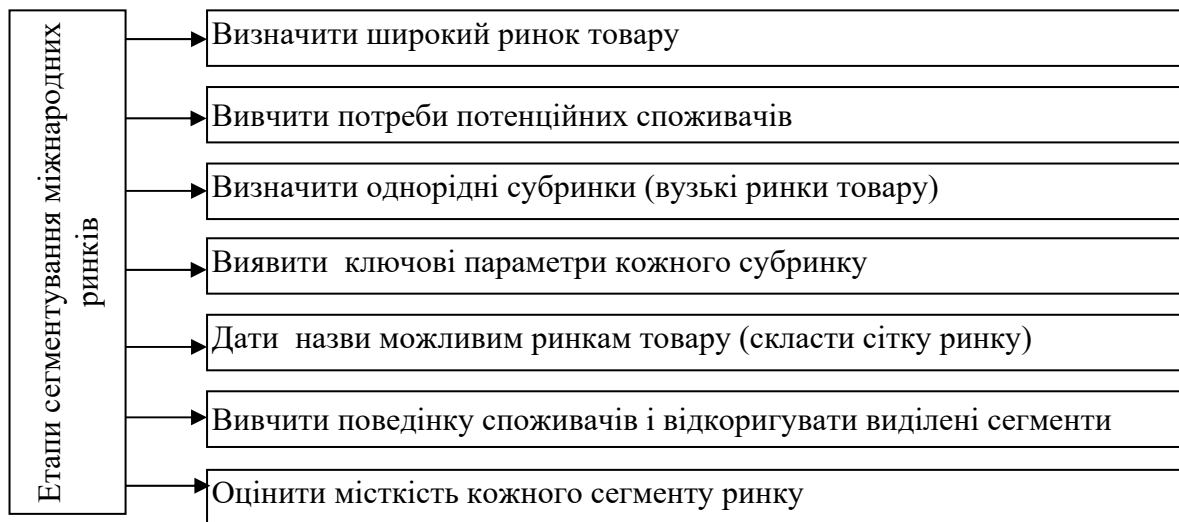 Етапи сегментування міжнародних
ринків
Визначити широкий ринок товару
Вивчити потреби потенційних споживачів
Визначити однорідні субринки (вузькі ринки товару)
Виявити  ключові параметри кожного субринку
Дати  назви можливим ринкам товару (скласти сітку ринку)
Вивчити поведінку споживачів і відкоригувати виділені сегменти
Оцінити місткість кожного сегменту ринку